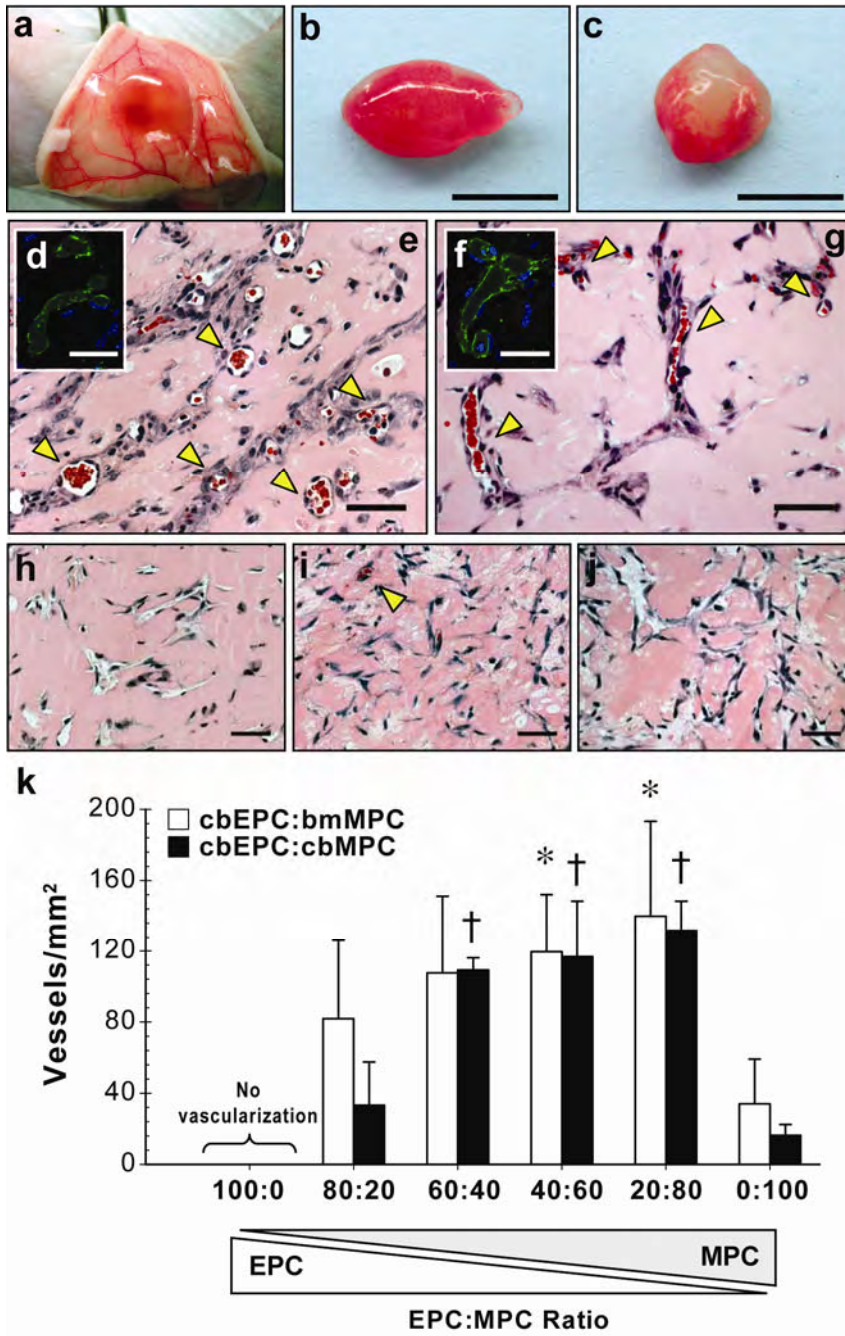 a
b
c
d
e
f
g
h
i
j
k
200
160
120
80
40
0
Vessels/mm²
cbEPC:bmMPC
cbEPC:cbMPC
*
*
†
†
†
No
vascularization
100:0 80:20 60:40 40:60 20:80 0:100
EPC
MPC
EPC:MPC Ratio